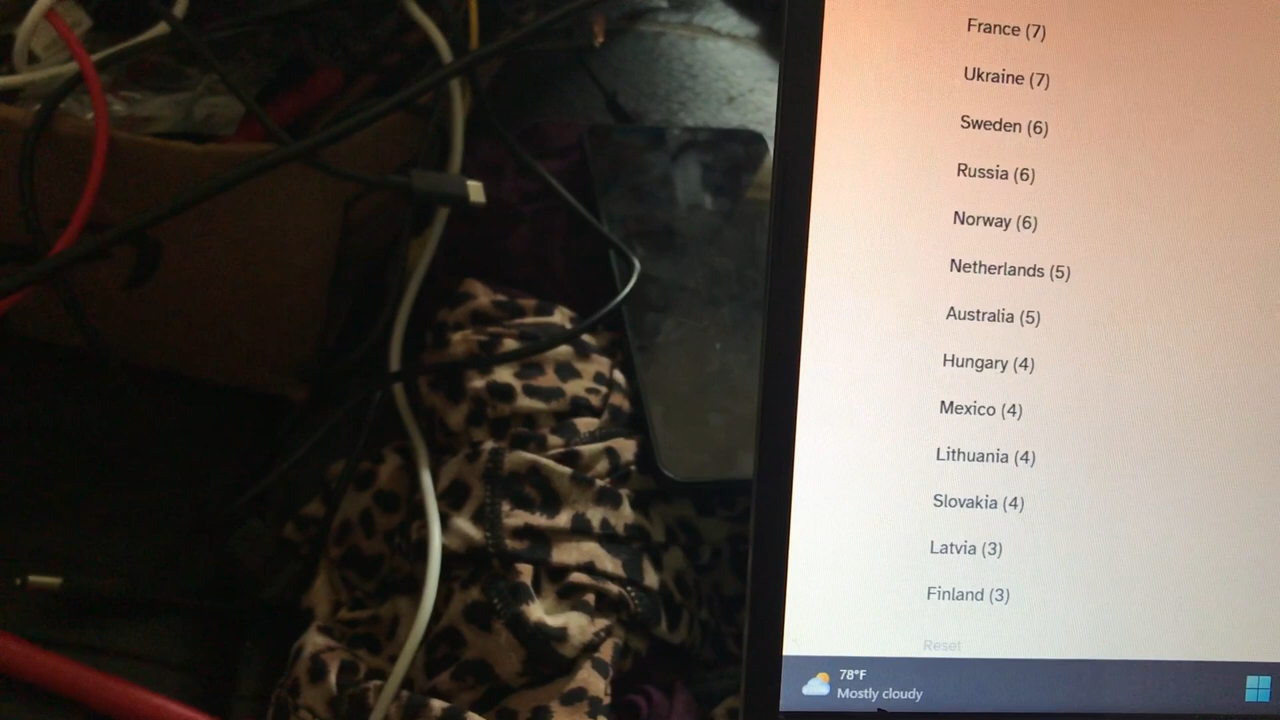 France (7)
Ukraine (7)
Sweden (6)
Russia (6)
Norway (6)
Netherlands (5)
Australia (5)
Hungary (4)
Mexico (4)
Lithuania (4)
Slovakia (4)
Latvia (3)
Finland (3)
Reset
78°F
Mostly cloudy